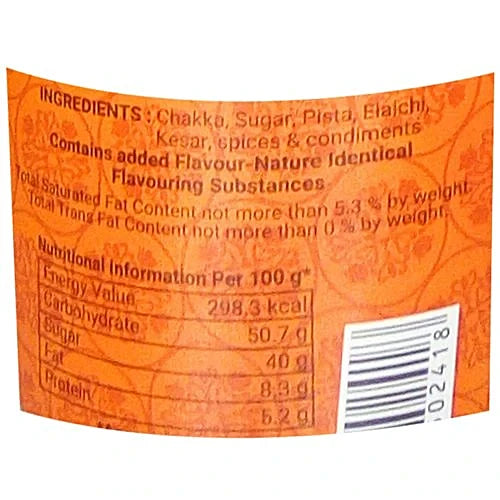 INGREDIENTS : Chakka, Sugar, Pista, Elaichi,
Kesar, spices & condiments
Contains added Flavour-Nature Identical
Flavouring Substances
Total Saturated Fat Content not more than 5.3 % by weight.
Total Trans Fat Content not more than 0 % by weight.
Nutritional Information Per 100 g*
Energy Value 298.3 kcal
Carbohydrate 50.7 g
Sugar 40 g
Fat 8.3 g
Protein 5.2 g
02418